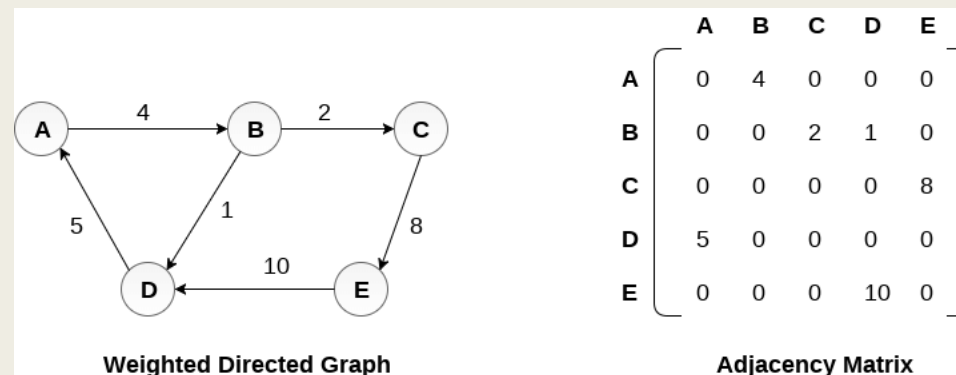 4
2
A
B
C
1
5
8
10
D
E
Weighted Directed Graph
A B C D E
A 0 4 0 0 0
B 0 0 2 1 0
C 0 0 0 0 8
D 5 0 0 0 0
E 0 0 0 10 0
Adjacency Matrix